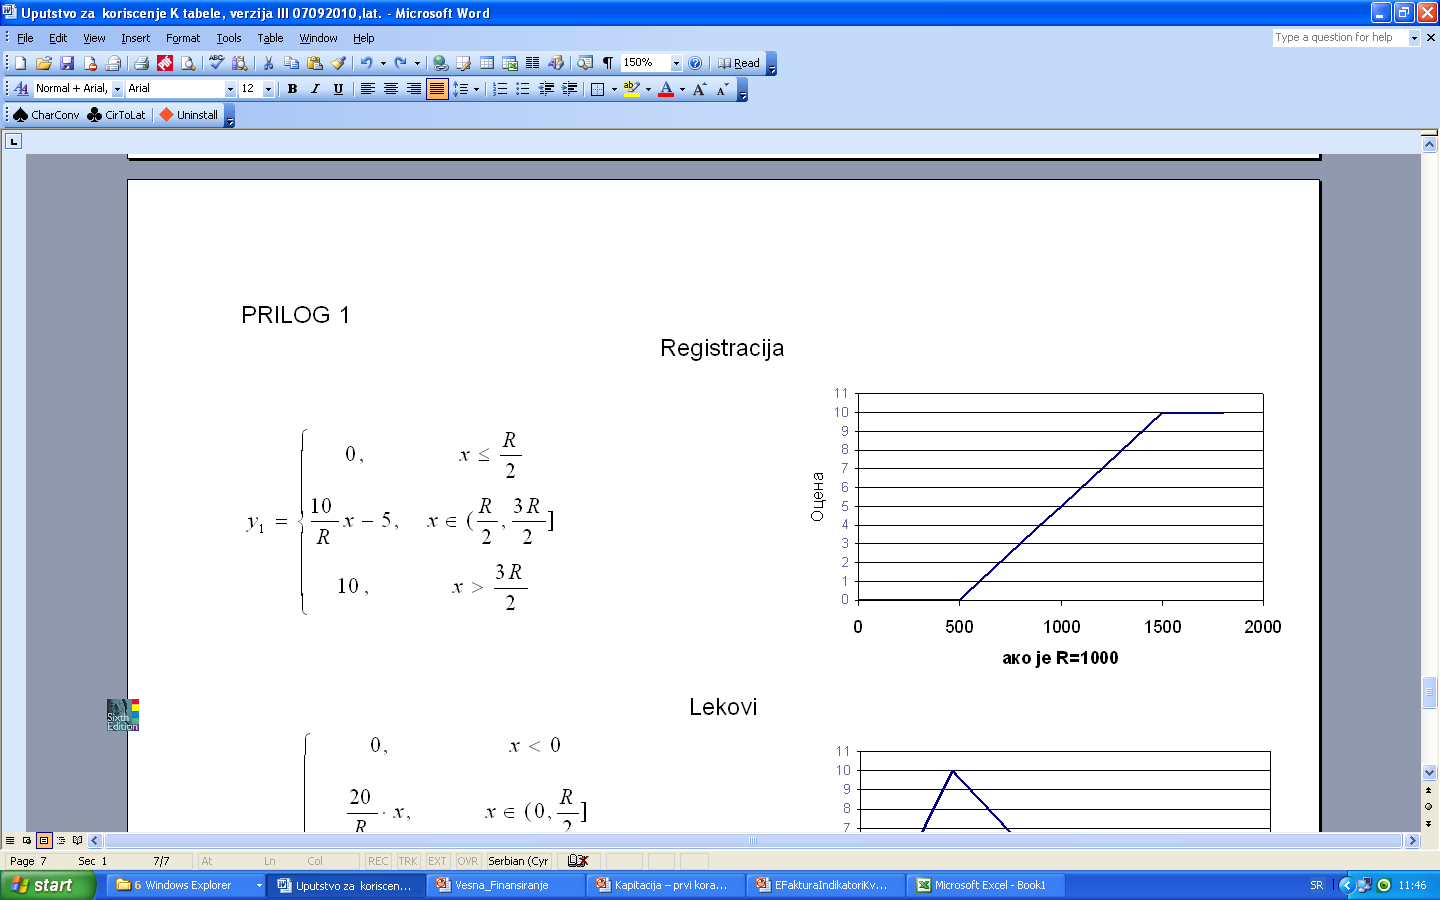 Uputstvo za  koriscenje K tabele, verzija III 07092010,lat. - Microsoft Word
File Edit View Insert Format Tools Table Window Help
Type a question for help
150%
Read
Normal + Arial, Arial 12 B I U
CharConv CirToLat Uninstall
PRILOG 1
Registracija
y₁ = { 0, x ≤ R/2
10/R x − 5, x ∈ (R/2, 3R/2]
10, x > 3R/2
11
10
9
8
7
6
5
4
3
2
1
0
Оцена
0 500 1000 1500 2000
ако је R=1000
Sixth
Edition
Lekovi
0, x < 0
20/R · x, x ∈ (0, R/2]
11
10
9
8
7
Page 7 Sec 1 7/7 At Ln Col REC TRK EXT OVR Serbian (Cyr
start
6 Windows Explorer
Uputstvo za koriscen...
Vesna_Finansiranje
Kapitacija – prvi kora...
EFakturaIndikatoriKv...
Microsoft Excel - Book1
SR
11:46